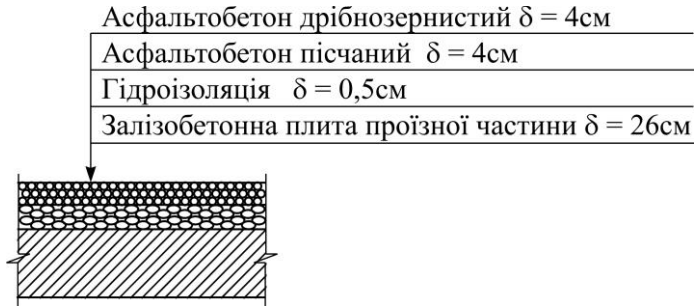 Асфальтобетон дрібнозернистий δ = 4см
Асфальтобетон пісчаний δ = 4см
Гідроізоляція δ = 0,5см
Залізобетонна плита проїзної частини δ = 26см